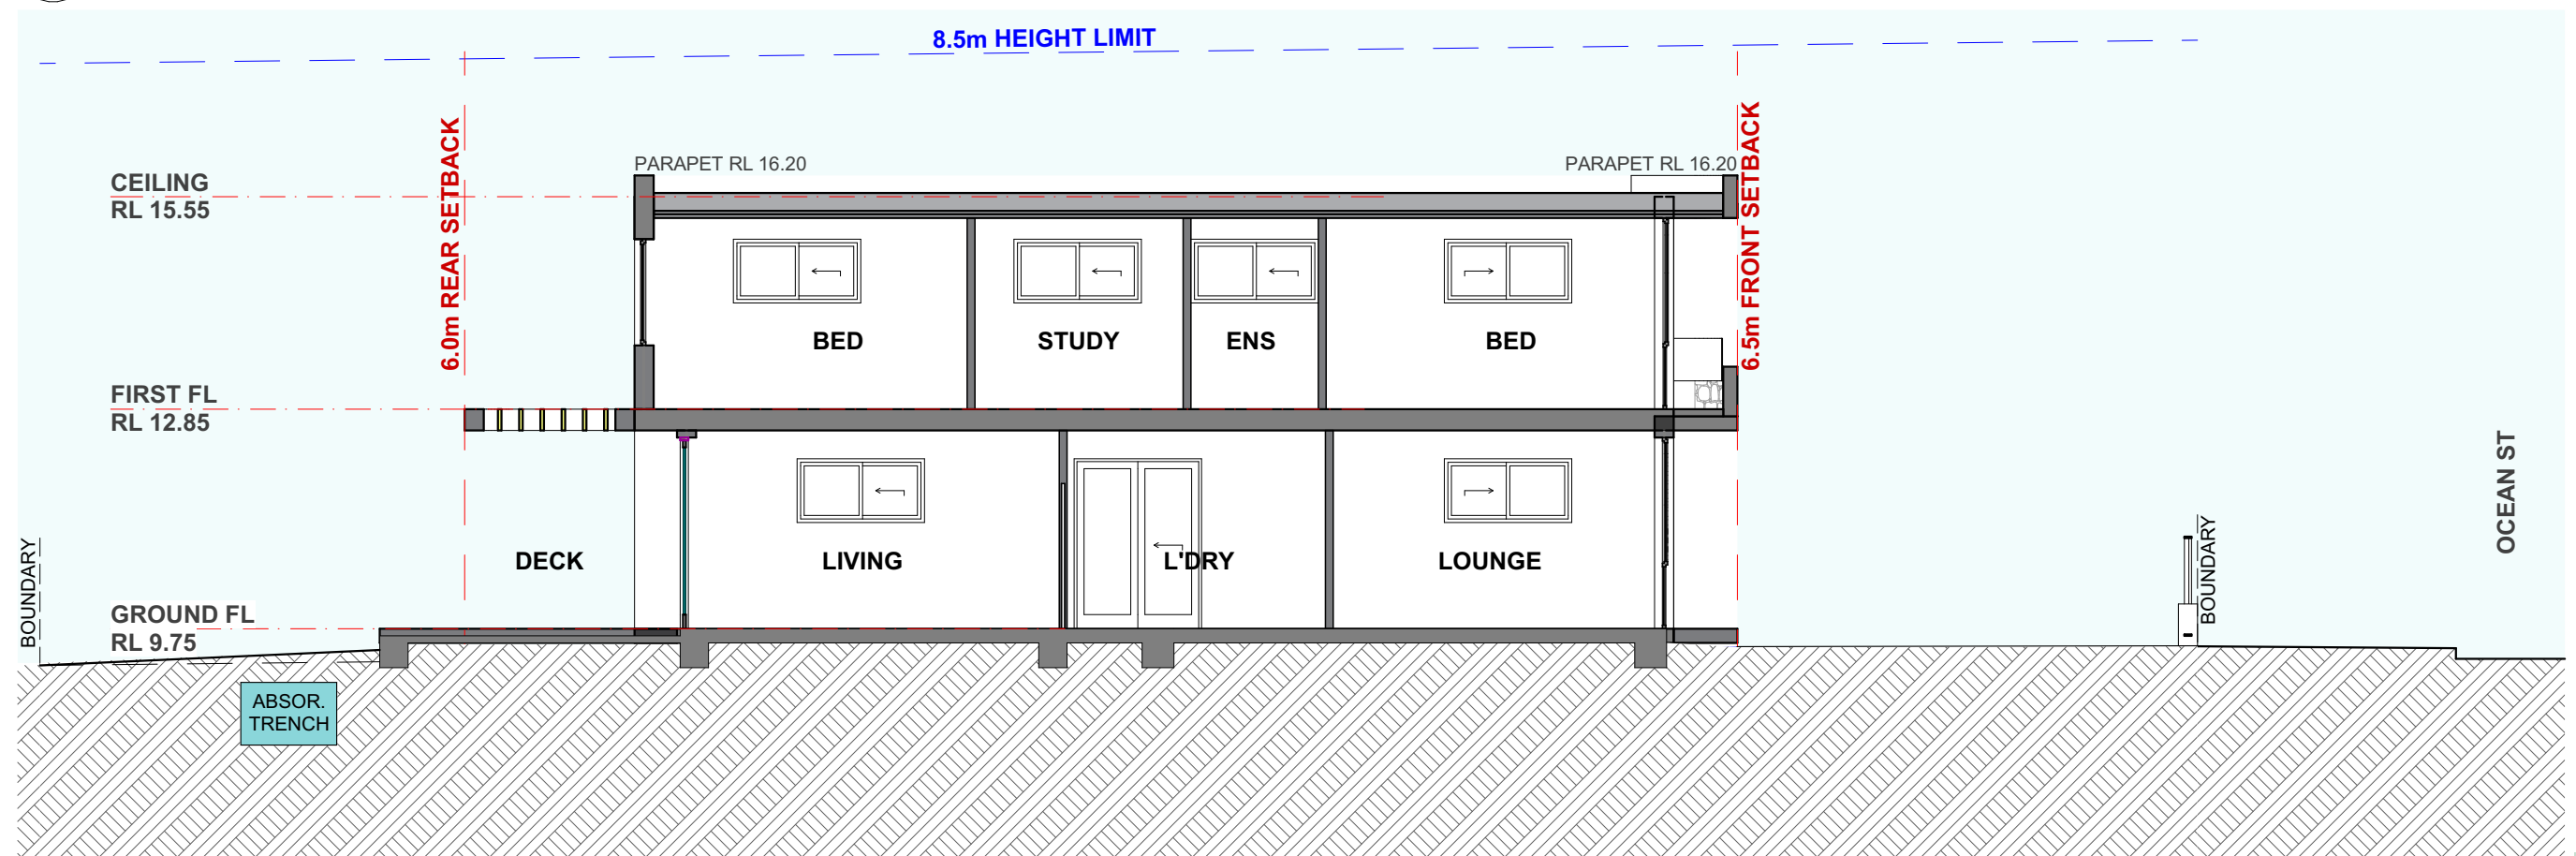 8.5m HEIGHT LIMIT
PARAPET RL 16.20
PARAPET RL 16.20
CEILING
RL 15.55
6.0m REAR SETBACK
6.5m FRONT SETBACK
BED
STUDY
ENS
BED
FIRST FL
RL 12.85
OCEAN ST
DECK
LIVING
L'DRY
LOUNGE
BOUNDARY
BOUNDARY
GROUND FL
RL 9.75
ABSOR.
TRENCH